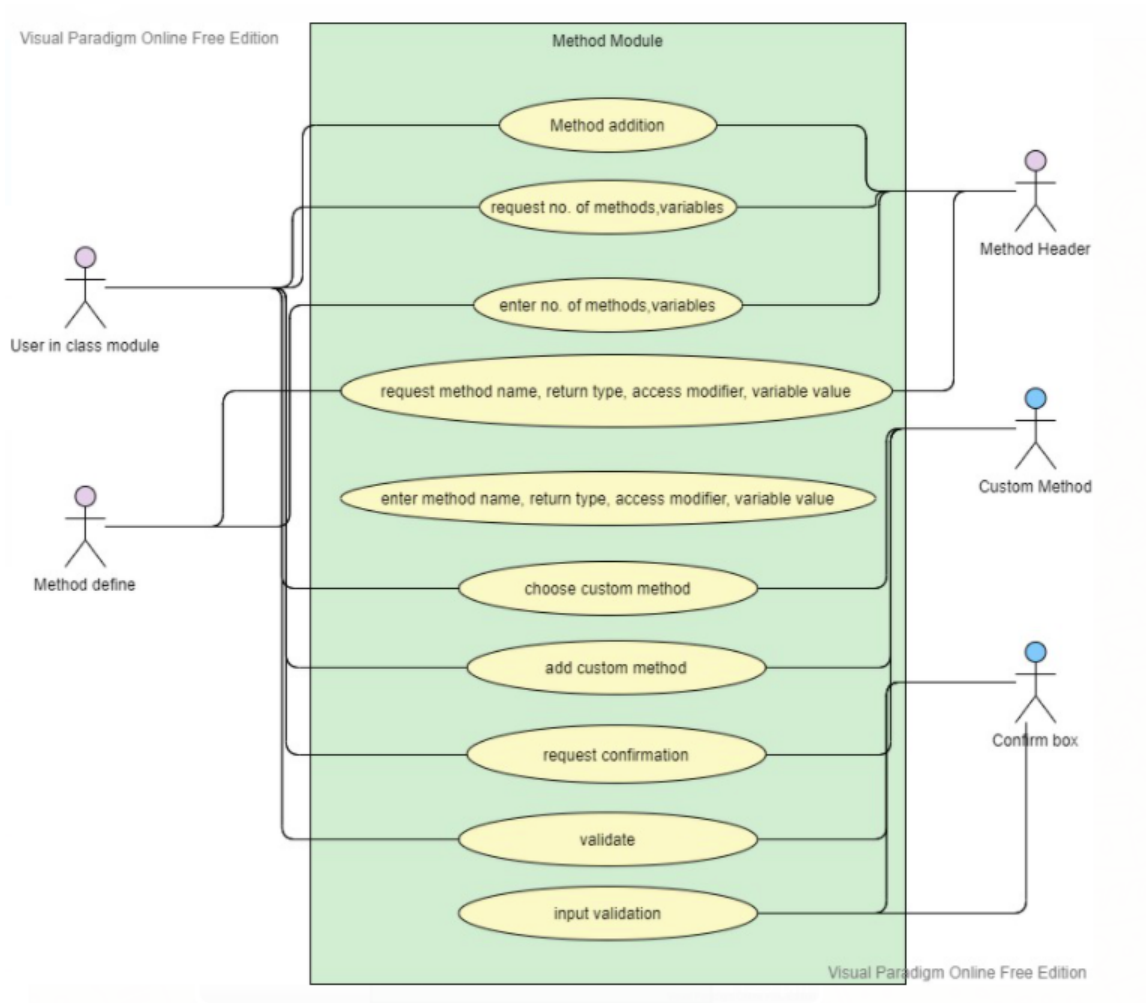 Visual Paradigm Online Free Edition
Method Module
Method addition
request no. of methods,variables
Method Header
enter no. of methods,variables
User in class module
request method name, return type, access modifier, variable value
Custom Method
enter method name, return type, access modifier, variable value
Method define
choose custom method
add custom method
request confirmation
Confirm box
validate
input validation
Visual Paradigm Online Free Edition